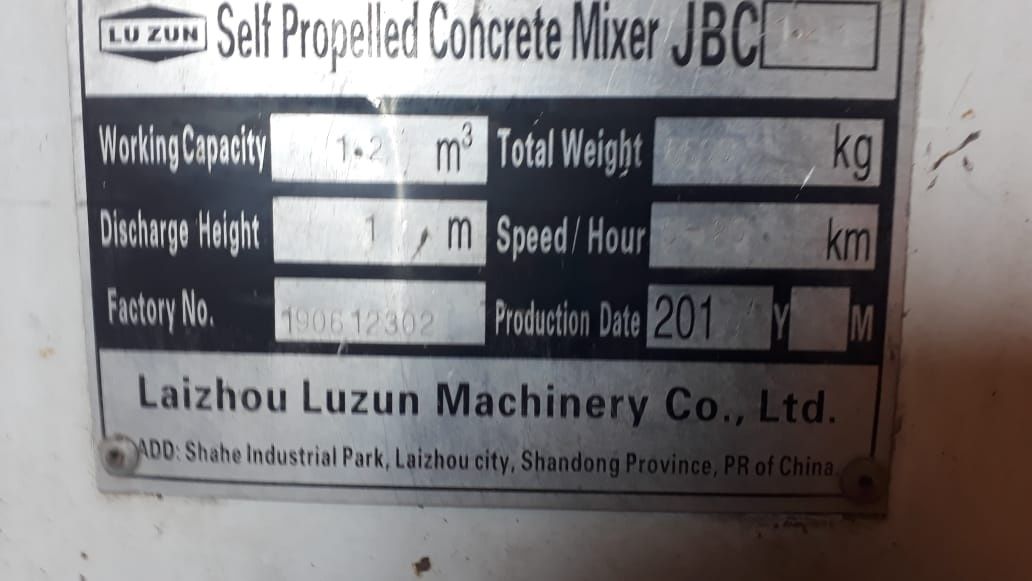 LU ZUN Self Propelled Concrete Mixer JBC
Working Capacity 1.2 m³ Total Weight kg
Discharge Height 1 m Speed/Hour km
Factory No. 190612302 Production Date 201 Y M
Laizhou Luzun Machinery Co., Ltd.
ADD: Shahe Industrial Park, Laizhou city, Shandong Province, PR of China